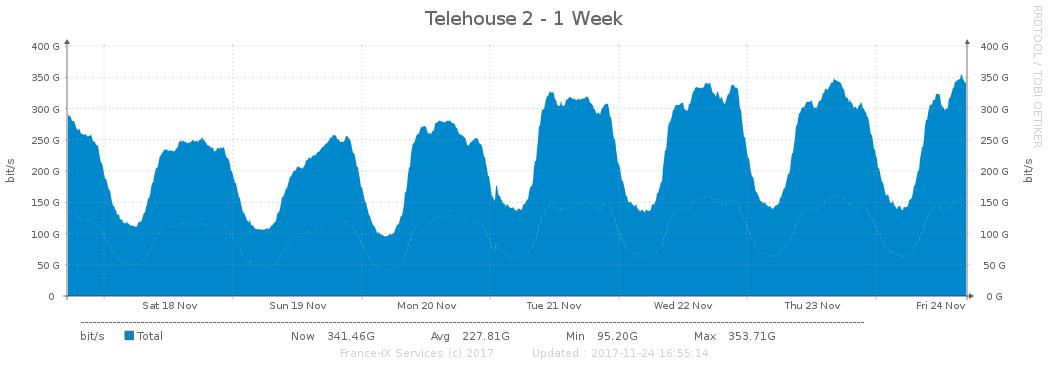 Telehouse 2 - 1 Week
RRDTOOL / TOBI OETIKER
400 G 400 G
350 G 350 G
300 G 300 G
250 G 250 G
200 G 200 G
150 G 150 G
100 G 100 G
50 G 50 G
0 0 G
bit/s bit/s
Sat 18 Nov Sun 19 Nov Mon 20 Nov Tue 21 Nov Wed 22 Nov Thu 23 Nov Fri 24 Nov
bit/s Total Now 341.46G Avg 227.81G Min 95.20G Max 353.71G
France-IX Services (c) 2017 Updated : 2017-11-24 16:55:14